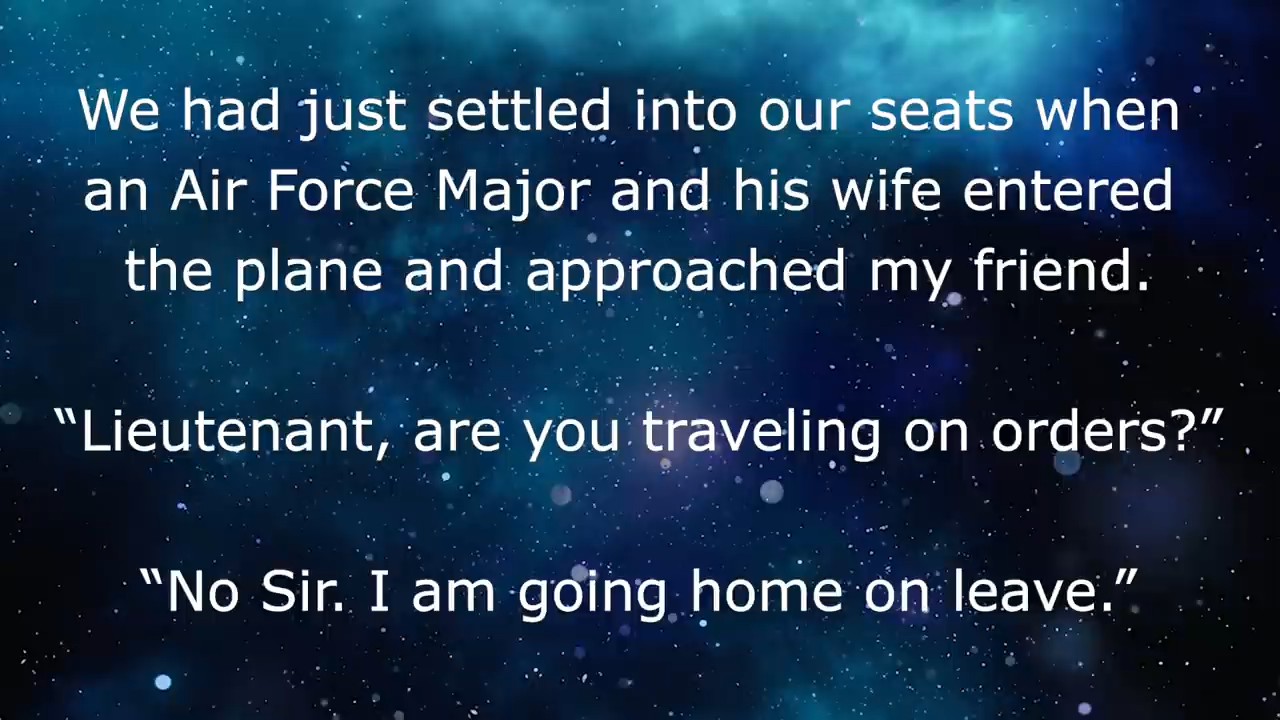 We had just settled into our seats when
an Air Force Major and his wife entered
the plane and approached my friend.
“Lieutenant, are you traveling on orders?”
“No Sir. I am going home on leave.”